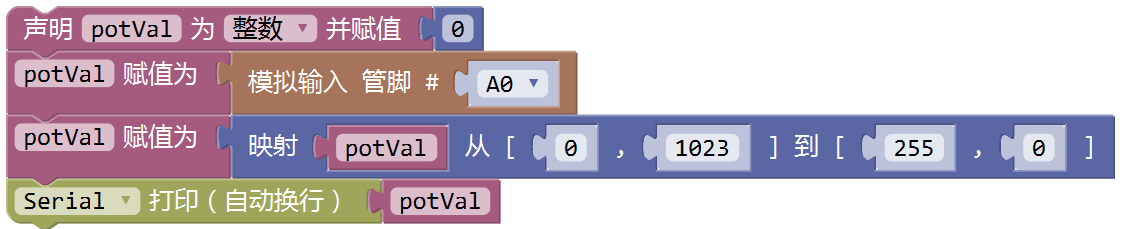 声明 potVal 为 整数 并赋值 0
potVal 赋值为 模拟输入 管脚 # A0
potVal 赋值为 映射 potVal 从 [ 0 , 1023 ] 到 [ 255 , 0 ]
Serial 打印（自动换行） potVal